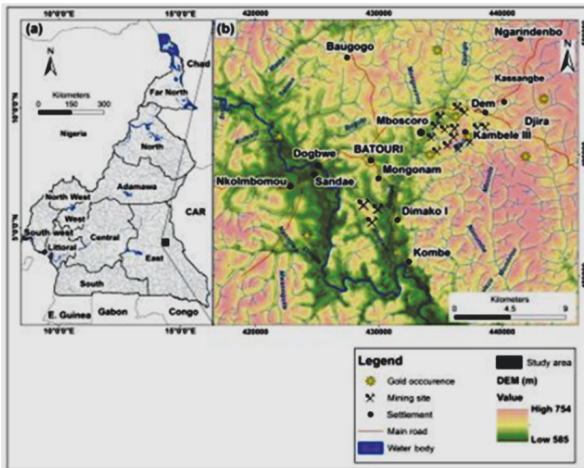 (a)
10°0'0"E 15°0'0"E
N
Kilometers
0 150 300
Chad
Far North
Nigeria
North
Adamawa
North West
West
South west
Littoral
Central
East
South
CAR
E. Guinea Gabon Congo
10°0'0"E 15°0'0"E
420000 430000 440000
(b)
Ngarindenbo
N
Baugogo
Kassangbe
Dem
Mboscoro
Djira
Kambele III
BATOURI
Dogbwe
Mongonam
Nkolmbomou
Sandae
Dimako I
Kombe
Kilometers
0 4.5 9
420000 430000 440000
Legend
Gold occurence
Mining site
Settlement
Main road
Water body
Study area
DEM (m)
Value
High 754
Low 585